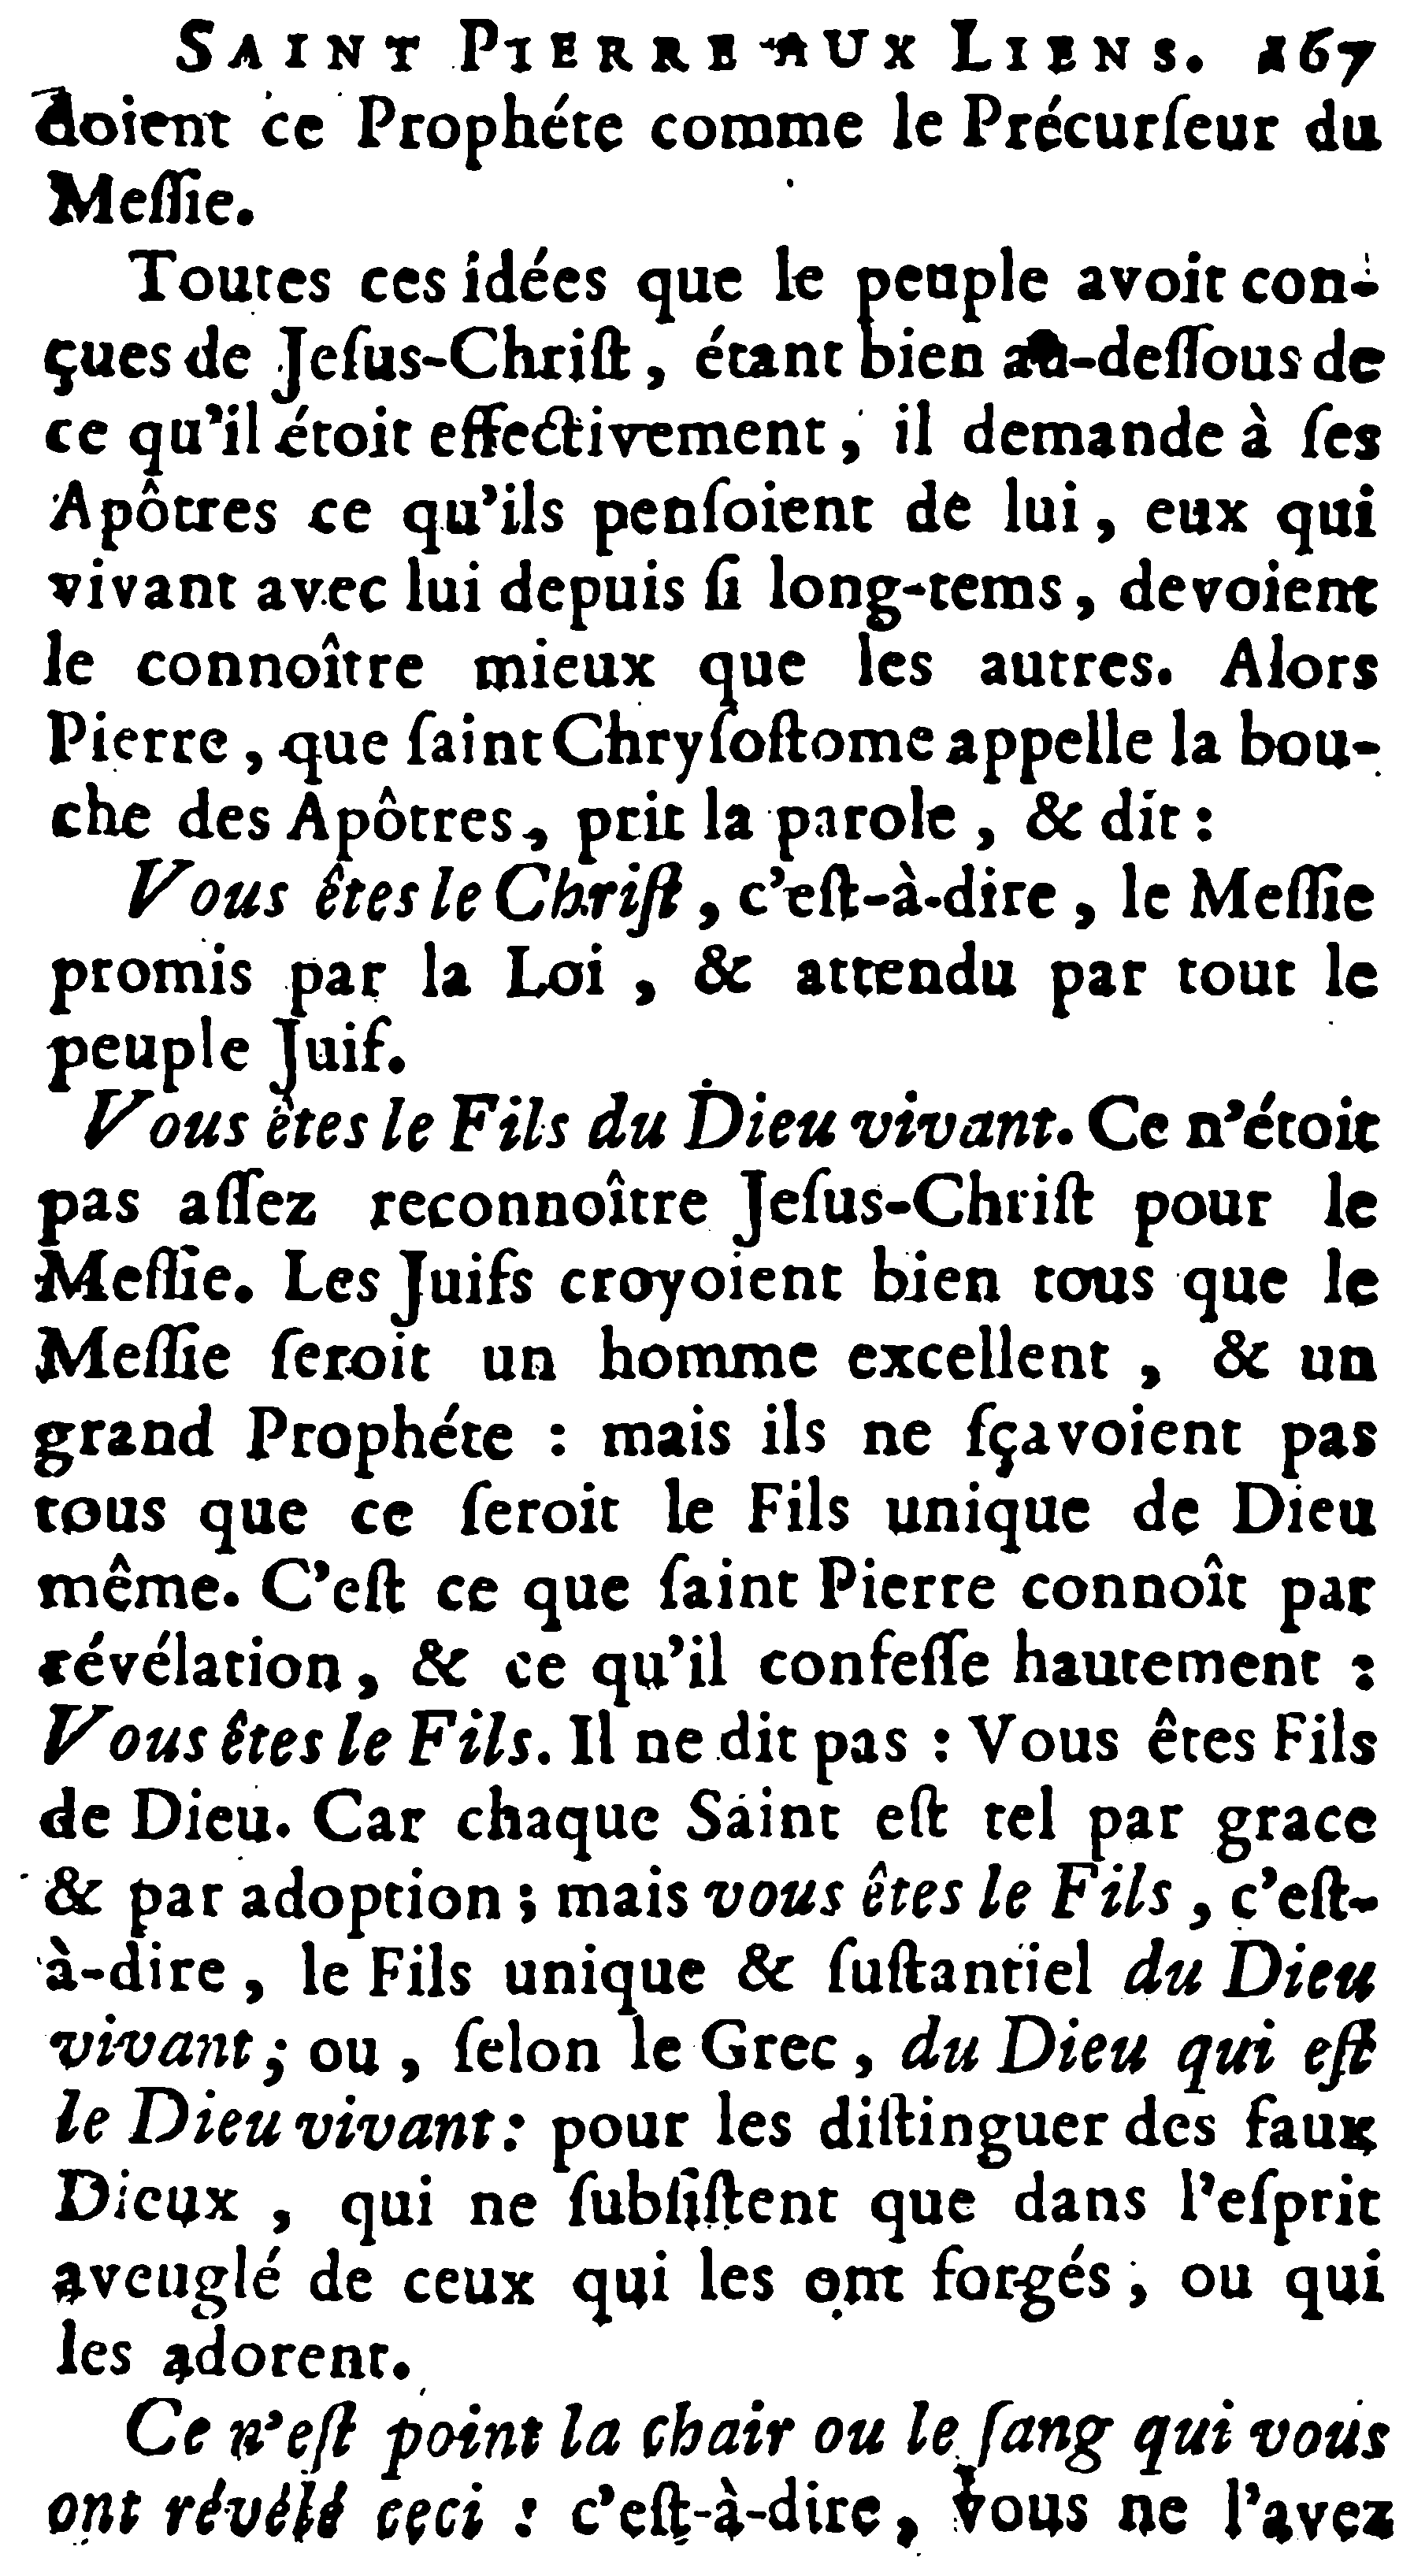 SAINT PIERRE AUX LIENS. 167
doient ce Prophéte comme le Précurſeur du
Meſſie.
Toutes ces idées que le peuple avoit con-
çues de Jeſus-Chriſt, étant bien au-deſſous de
ce qu'il étoit effectivement, il demande à ſes
Apôtres ce qu'ils penſoient de lui, eux qui
vivant avec lui depuis ſi long-tems, devoient
le connoître mieux que les autres. Alors
Pierre, que ſaint Chryſoſtome appelle la bou-
che des Apôtres, prit la parole, & dit :
Vous êtes le Chriſt, c'eſt-à-dire, le Meſſie
promis par la Loi, & attendu par tout le
peuple Juif.
Vous êtes le Fils du Dieu vivant. Ce n'étoit
pas aſſez reconnoître Jeſus-Chriſt pour le
Meſſie. Les Juifs croyoient bien tous que le
Meſſie ſeroit un homme excellent, & un
grand Prophéte : mais ils ne ſçavoient pas
tous que ce ſeroit le Fils unique de Dieu
même. C'eſt ce que ſaint Pierre connoît par
révélation, & ce qu'il confeſſe hautement :
Vous êtes le Fils. Il ne dit pas : Vous êtes Fils
de Dieu. Car chaque Saint eſt tel par grace
& par adoption ; mais vous êtes le Fils, c'eſt-
à-dire, le Fils unique & ſuſtantiel du Dieu
vivant ; ou, ſelon le Grec, du Dieu qui eſt
le Dieu vivant : pour les diſtinguer des faux
Dieux, qui ne ſubſiſtent que dans l'eſprit
aveuglé de ceux qui les ont forgés ; ou qui
les adorent.
Ce n'eſt point la chair ou le ſang qui vous
ont révélé ceci : c'eſt-à-dire, vous ne l'avez